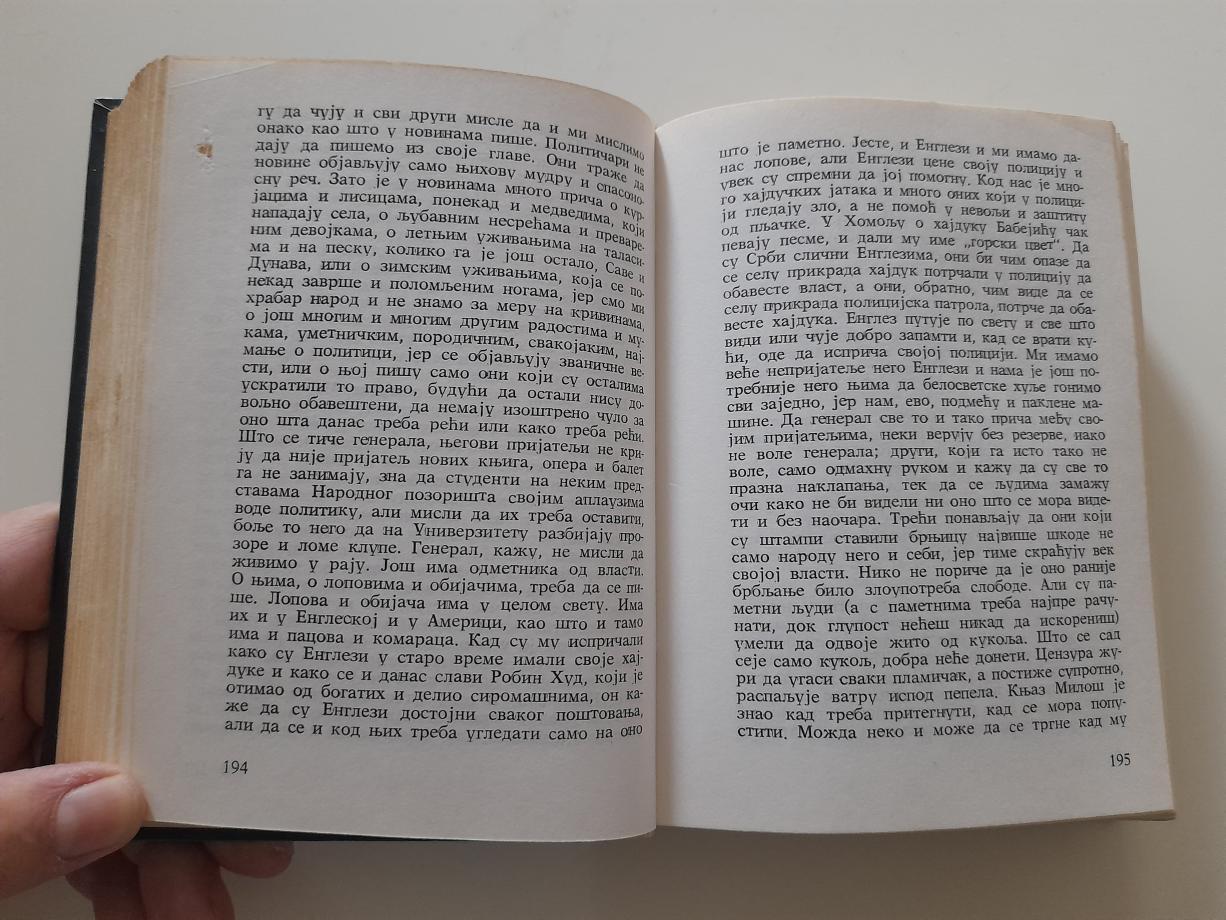 гу да чују и сви други мисле да и ми мислимо
онако као што у новинама пише. Политичари не
дају да пишемо из своје главе. Они траже да
новине објављују само њихову мудру и спасоно-
сну реч. Зато је у новинама много прича о кур-
јацима и лисицама, понекад и медведима, који
нападају села, о љубавним несрећама и преваре-
ним девојкама, о летњим уживањима на таласи-
ма и на песку, колико га је још остало, Саве и
Дунава, или о зимским уживањима, која се по-
некад заврше и поломљеним ногама, јер смо ми
храбар народ и не знамо за меру на кривинама,
о још многим и многим другим радостима и му-
кама, уметничким, породичним, свакојаким, нај-
мање о политици, јер се објављују званичне ве-
сти, или о њој пишу само они који су осталима
ускратили то право, будући да остали нису до-
вољно обавештени, да немају изоштрено чуло за
оно шта данас треба рећи или како треба рећи.
Што се тиче генерала, његови пријатељи не кри-
ју да није пријатељ нових књига, опера и балет
га не занимају, зна да студенти на неким пред-
ставама Народног позоришта својим аплаузима
воде политику, али мисли да их треба оставити,
боље то него да на Универзитету разбијају про-
зоре и ломе клупе. Генерал, кажу, не мисли да
живимо у рају. Још има одметника од власти.
О њима, о лоповима и обијачима, треба да се пи-
ше. Лопова и обијача има у целом свету. Има
их и у Енглеској и у Америци, као што и тамо
има и пацова и комараца. Кад су му испричали
како су Енглези у старо време имали своје хај-
дуке и како се и данас слави Робин Худ, који је
отимао од богатих и делио сиромашнима, он ка-
же да су Енглези достојни сваког поштовања,
али да се и код њих треба угледати само на оно
194
што је паметно. Јесте, и Енглези и ми имамо да-
нас лопове, али Енглези цене своју полицију и
увек су спремни да јој помогну. Код нас је мно-
го хајдучких јатака и много оних који у полици-
ји гледају зло, а не помоћ у невољи и заштиту
од пљачке. У Хомољу о хајдуку Бабејићу чак
певају песме, и дали му име „горски цвет". Да
су Срби слични Енглезима, они би чим опазе да
се селу прикрада хајдук потрчали у полицију да
обавесте власт, а они, обратно, чим виде да се
селу прикрада полицијска патрола, потрче да оба-
весте хајдука. Енглез путује по свету и све што
види или чује добро запамти и, кад се врати ку-
ћи, оде да исприча својој полицији. Ми имамо
веће непријатеље него Енглези и нама је још по-
требније него њима да белосветске хуље гонимо
сви заједно, јер нам, ево, подмећу и паклене ма-
шине. Да генерал све то и тако прича међу сво-
јим пријатељима, неки верују без резерве, иако
не воле генерала; други, који га исто тако не
воле, само одмахну руком и кажу да су све то
празна наклапања, тек да се људима замажу
очи како не би видели ни оно што се мора виде-
ти и без наочара. Трећи понављају да они који
су штампи ставили брњицу највише шкоде не
само народу него и себи, јер тиме скраћују век
својој власти. Нико не пориче да је оно раније
брбљање било злоупотреба слободе. Али су па-
метни људи (а с паметнима треба најпре рачу-
нати, док глупост нећеш никад да искорениш)
умели да одвоје жито од кукоља. Што се сад
сеје само кукољ, добра неће донети. Цензура жу-
ри да угаси сваки пламичак, а постиже супротно,
распаљује ватру испод пепела. Књаз Милош је
знао кад треба притегнути, кад се мора попу-
стити. Можда неко и може да се тргне кад му
195